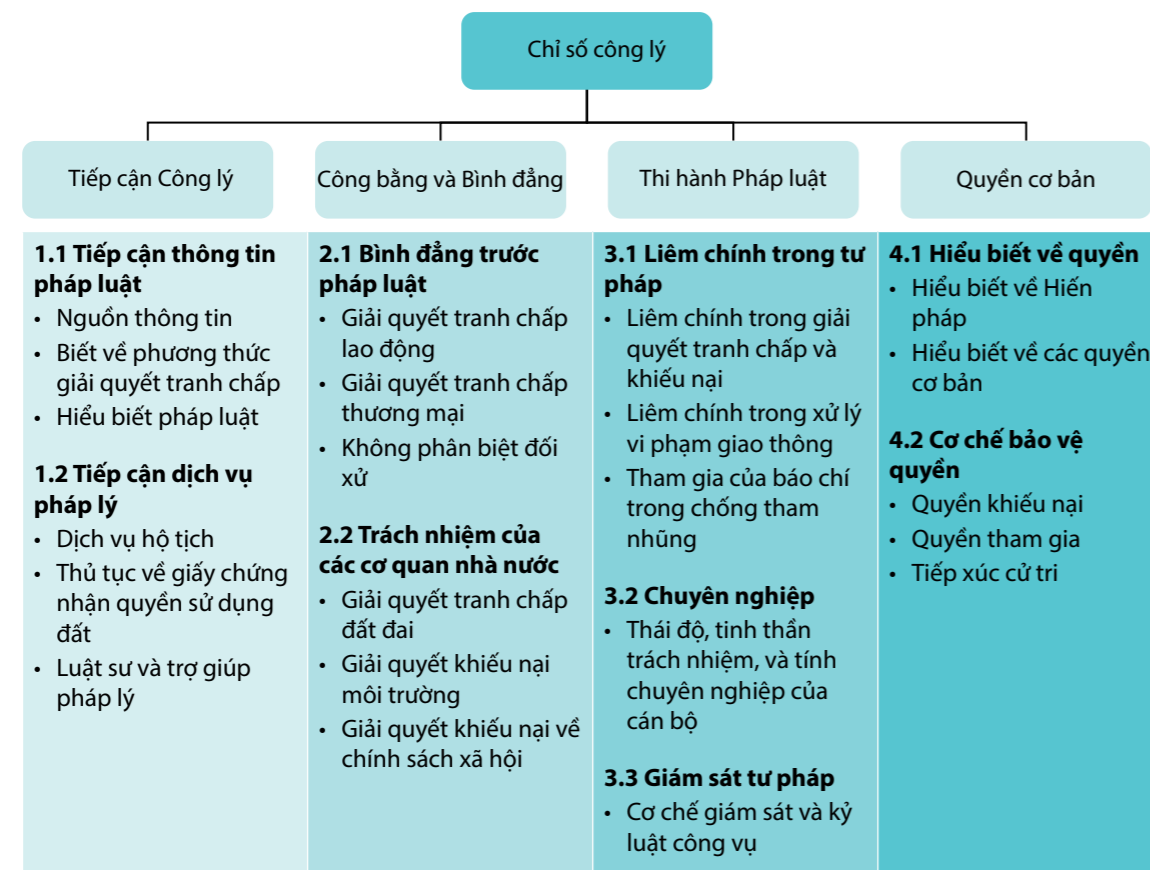 Chỉ số công lý
Tiếp cận Công lý
Công bằng và Bình đẳng
Thi hành Pháp luật
Quyền cơ bản
1.1 Tiếp cận thông tin
pháp luật
• Nguồn thông tin
• Biết về phương thức
giải quyết tranh chấp
• Hiểu biết pháp luật
1.2 Tiếp cận dịch vụ
pháp lý
• Dịch vụ hộ tịch
• Thủ tục về giấy chứng
nhận quyền sử dụng
đất
• Luật sư và trợ giúp
pháp lý
2.1 Bình đẳng trước
pháp luật
• Giải quyết tranh chấp
lao động
• Giải quyết tranh chấp
thương mại
• Không phân biệt đối
xử
2.2 Trách nhiệm của
các cơ quan nhà nước
• Giải quyết tranh chấp
đất đai
• Giải quyết khiếu nại
môi trường
• Giải quyết khiếu nại về
chính sách xã hội
3.1 Liêm chính trong tư
pháp
• Liêm chính trong giải
quyết tranh chấp và
khiếu nại
• Liêm chính trong xử lý
vi phạm giao thông
• Tham gia của báo chí
trong chống tham
nhũng
3.2 Chuyên nghiệp
• Thái độ, tinh thần
trách nhiệm, và tính
chuyên nghiệp của
cán bộ
3.3 Giám sát tư pháp
• Cơ chế giám sát và kỷ
luật công vụ
4.1 Hiểu biết về quyền
• Hiểu biết về Hiến
pháp
• Hiểu biết về các quyền
cơ bản
4.2 Cơ chế bảo vệ
quyền
• Quyền khiếu nại
• Quyền tham gia
• Tiếp xúc cử tri